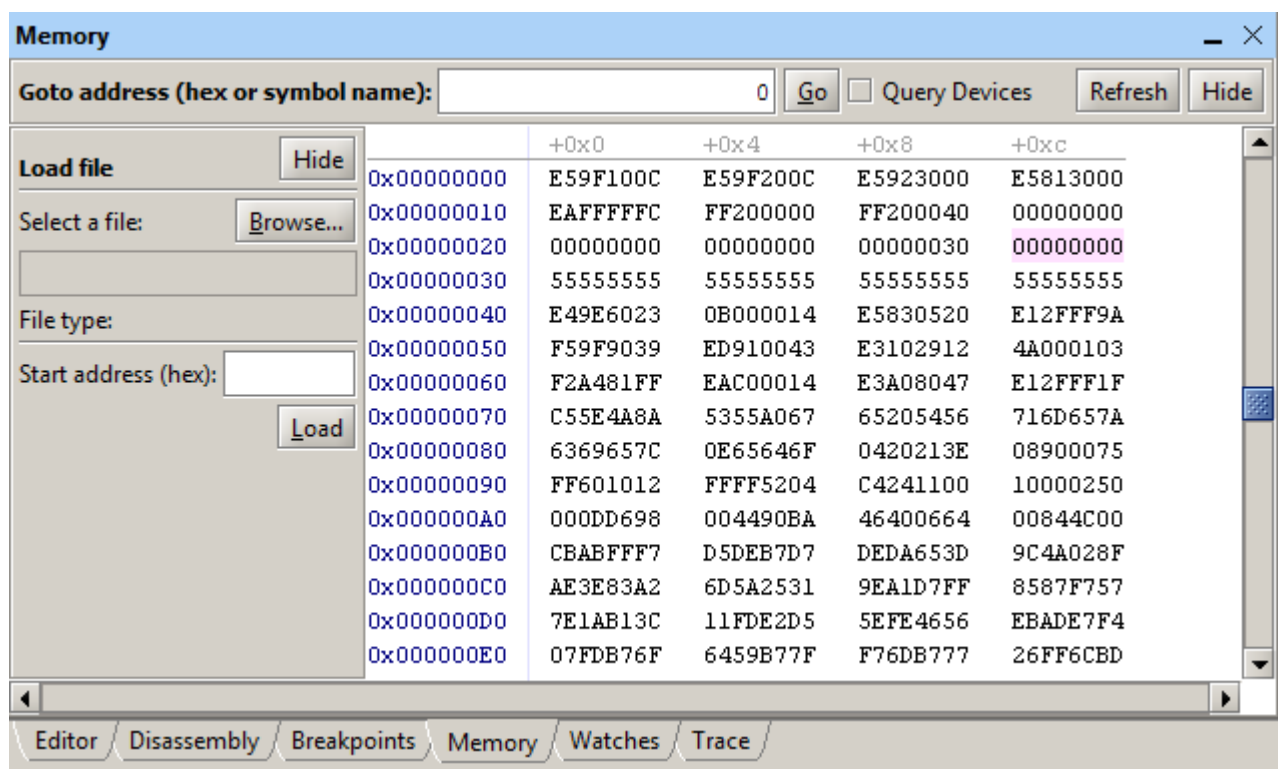 Memory
Goto address (hex or symbol name): 0 Go Query Devices Refresh Hide
Load file Hide
Select a file: Browse...
File type:
Start address (hex):
Load
+0x0 +0x4 +0x8 +0xc
0x00000000 E59F100C E59F200C E5923000 E5813000
0x00000010 EAFFFFFC FF200000 FF200040 00000000
0x00000020 00000000 00000000 00000030 00000000
0x00000030 55555555 55555555 55555555 55555555
0x00000040 E49E6023 0B000014 E5830520 E12FFF9A
0x00000050 F59F9039 ED910043 E3102912 4A000103
0x00000060 F2A481FF EAC00014 E3A08047 E12FFF1F
0x00000070 C55E4A8A 5355A067 65205456 716D657A
0x00000080 6369657C 0E65646F 0420213E 08900075
0x00000090 FF601012 FFFF5204 C4241100 10000250
0x000000A0 000DD698 004490BA 46400664 00844C00
0x000000B0 CBABFFF7 D5DEB7D7 DEDA653D 9C4A028F
0x000000C0 AE3E83A2 6D5A2531 9EA1D7FF 8587F757
0x000000D0 7E1AB13C 11FDE2D5 5EFE4656 EBADE7F4
0x000000E0 07FDB76F 6459B77F F76DB777 26FF6CBD
Editor Disassembly Breakpoints Memory Watches Trace